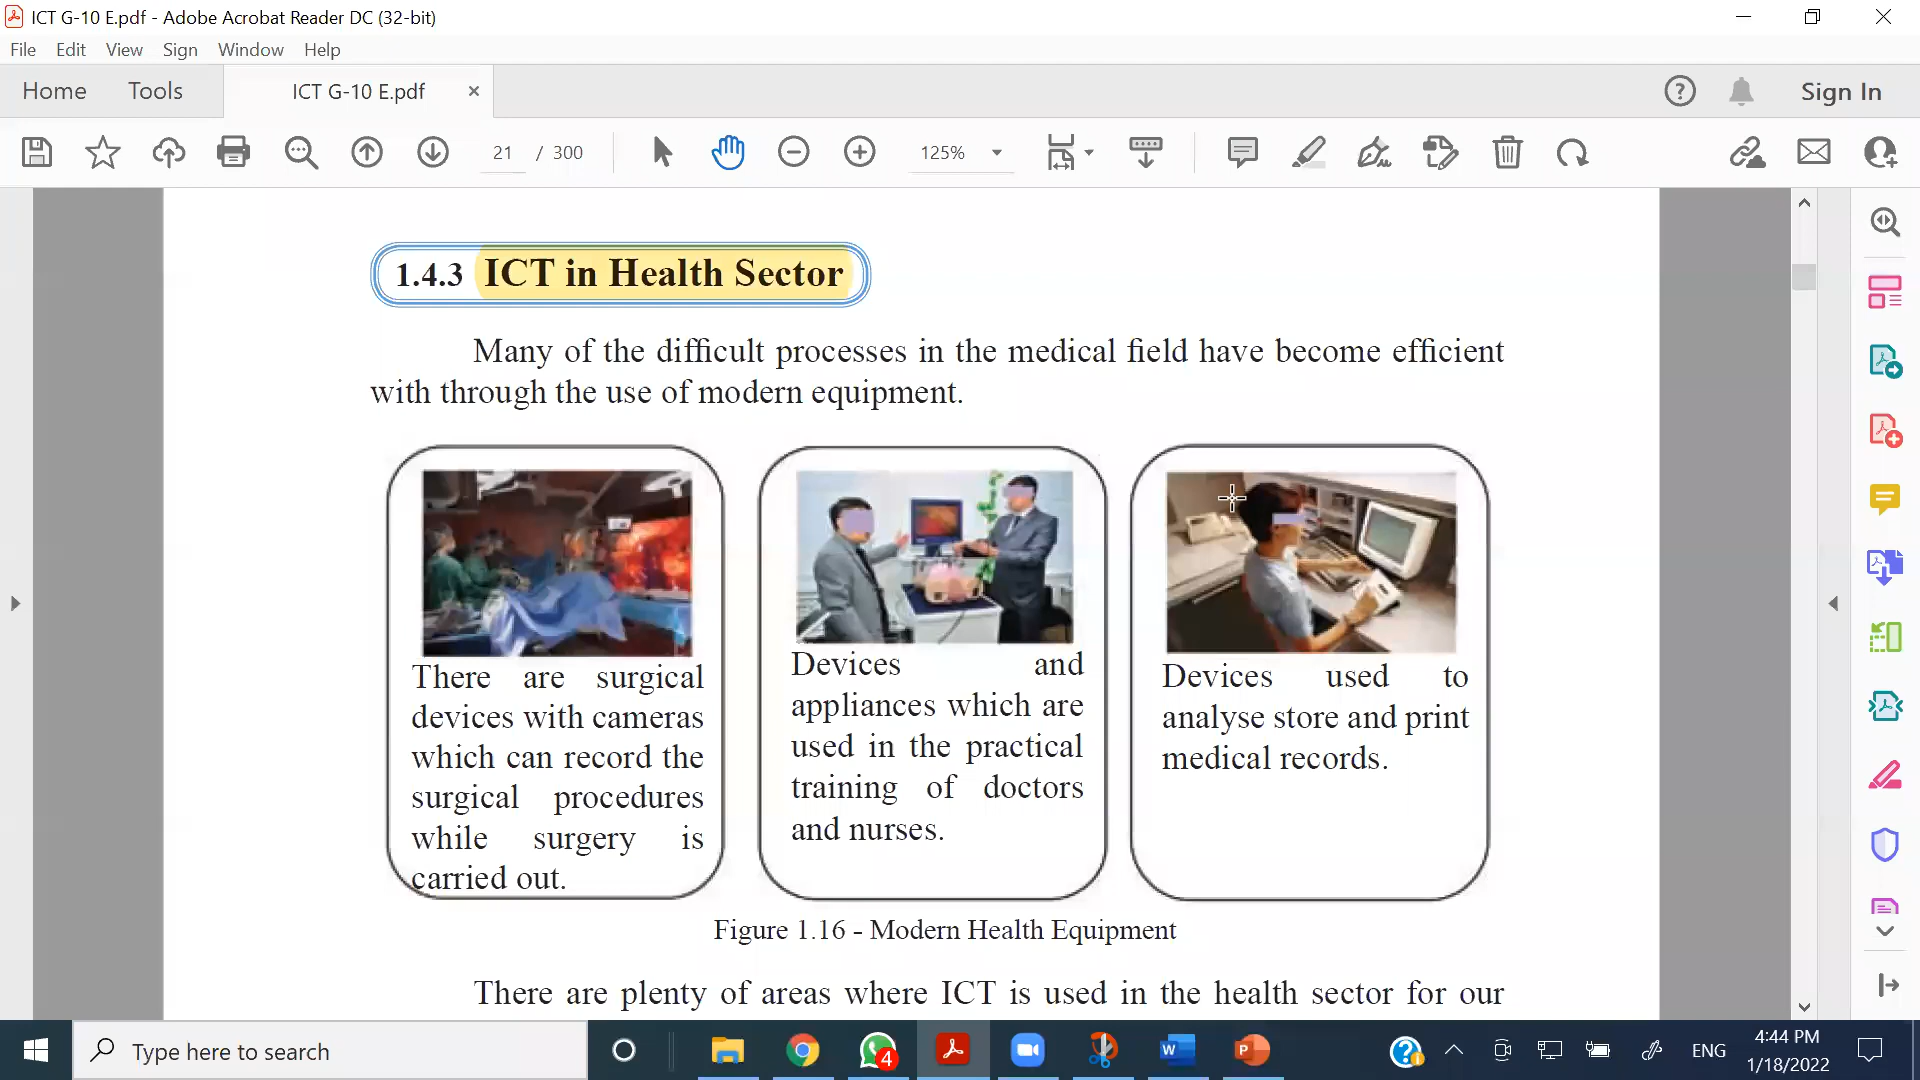 ICT G-10 E.pdf - Adobe Acrobat Reader DC (32-bit)
File Edit View Sign Window Help
Home Tools ICT G-10 E.pdf × Sign In
21 / 300 125%
1.4.3 ICT in Health Sector
Many of the difficult processes in the medical field have become efficient
with through the use of modern equipment.
There are surgical
devices with cameras
which can record the
surgical procedures
while surgery is
carried out.
Devices and
appliances which are
used in the practical
training of doctors
and nurses.
Devices used to
analyse store and print
medical records.
Figure 1.16 - Modern Health Equipment
There are plenty of areas where ICT is used in the health sector for our
Type here to search
4
W
P
ENG
4:44 PM
1/18/2022